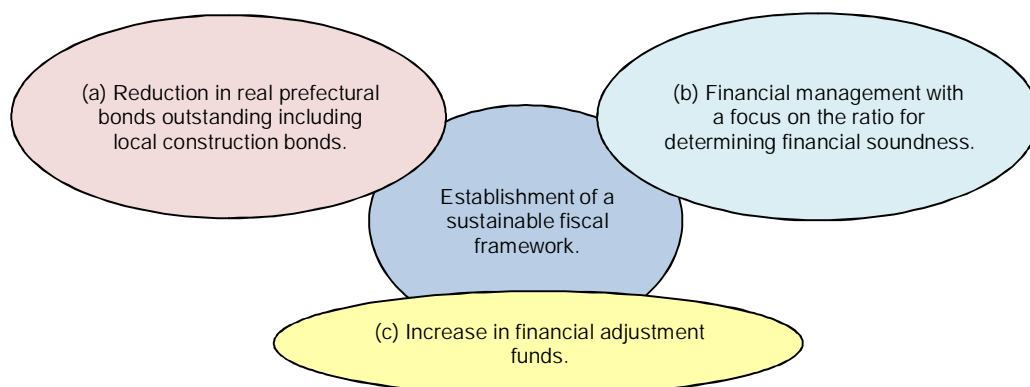 (a) Reduction in real prefectural
bonds outstanding including
local construction bonds.
(b) Financial management with
a focus on the ratio for
determining financial soundness.
Establishment of a
sustainable fiscal
framework.
(c) Increase in financial adjustment
funds.